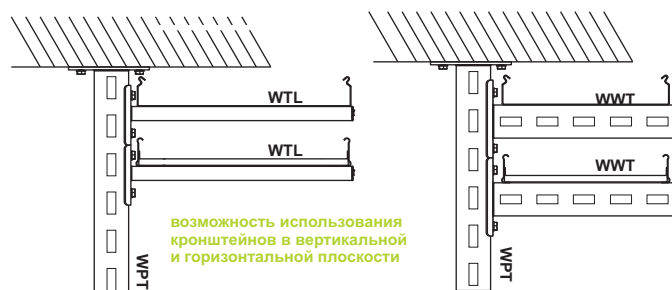 WTL
WTL
возможность использования
кронштейнов в вертикальной
и горизонтальной плоскости
WPT
WWT
WWT
WPT